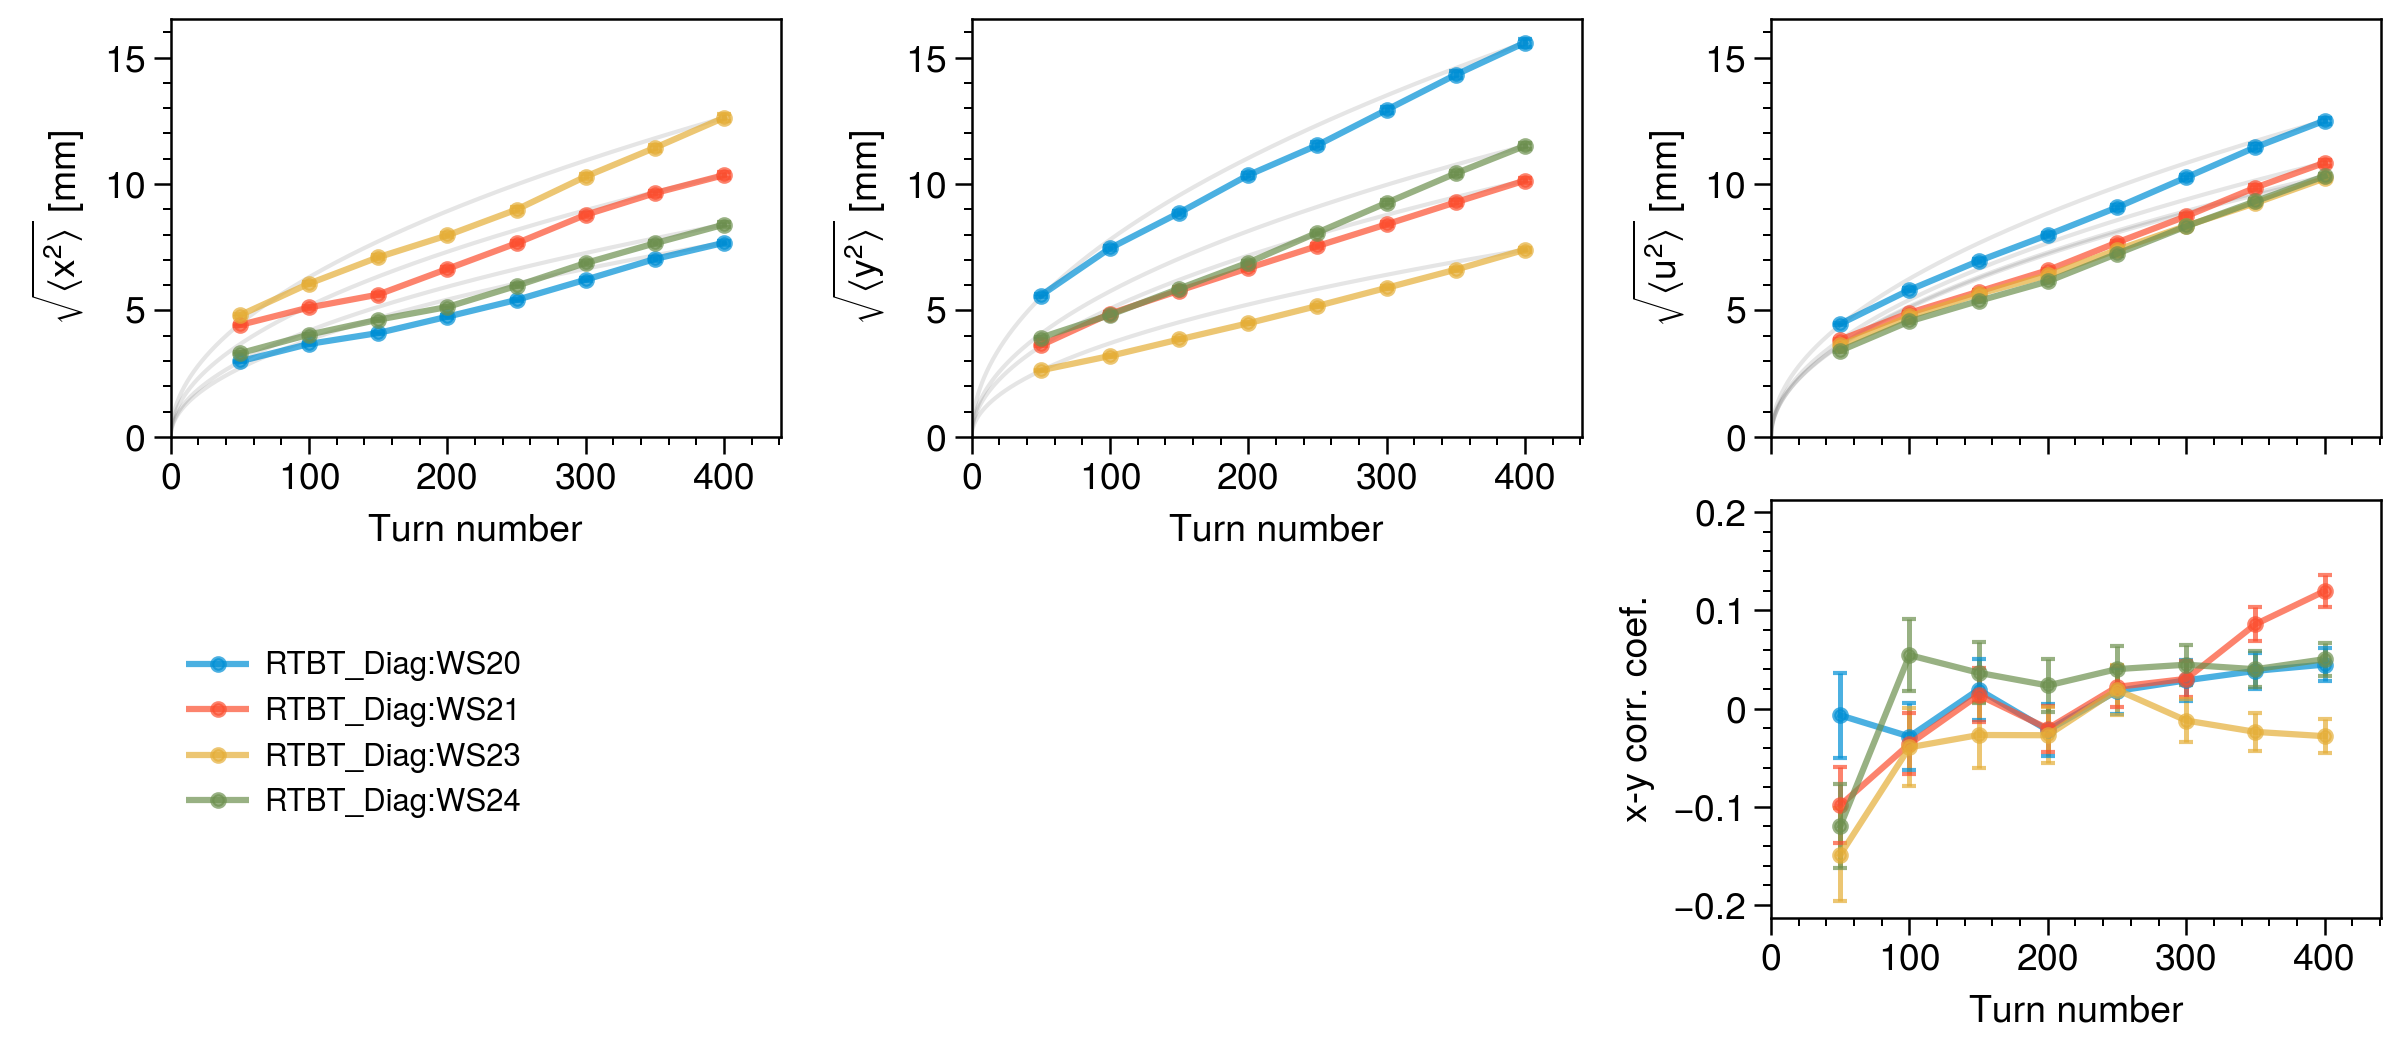 √⟨x²⟩ [mm]
15
10
5
0
0 100 200 300 400
Turn number
√⟨y²⟩ [mm]
15
10
5
0
0 100 200 300 400
Turn number
√⟨u²⟩ [mm]
15
10
5
0
RTBT_Diag:WS20
RTBT_Diag:WS21
RTBT_Diag:WS23
RTBT_Diag:WS24
x-y corr. coef.
0.2
0.1
0
−0.1
−0.2
0 100 200 300 400
Turn number